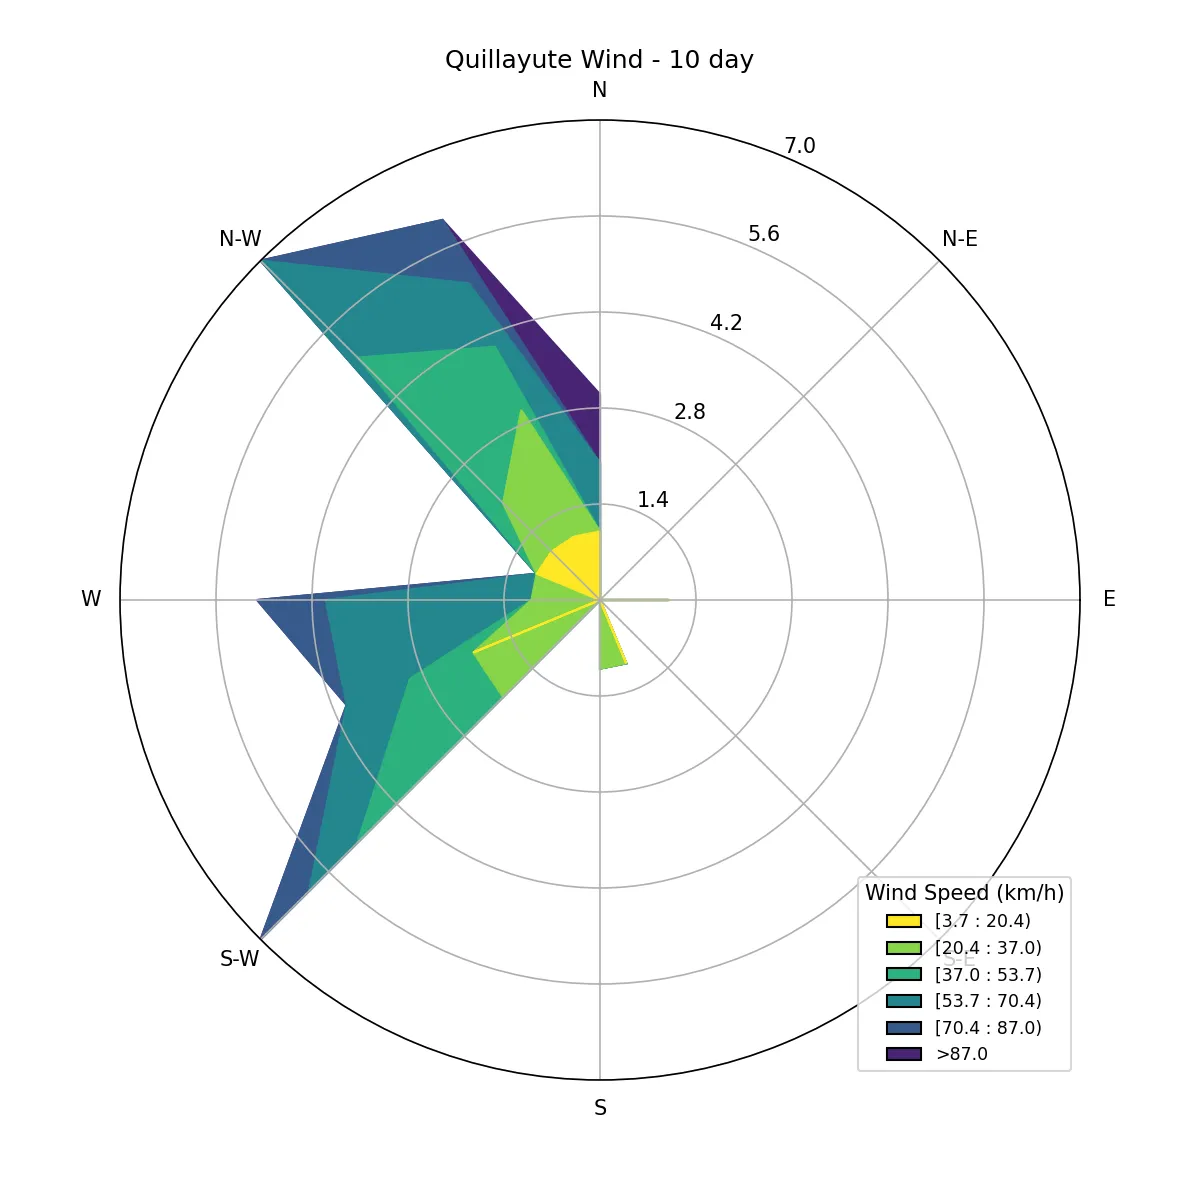 Quillayute Wind - 10 day
N
7.0
N-W
5.6
N-E
4.2
2.8
1.4
W
E
S-W
S-E
S
Wind Speed (km/h)
[3.7 : 20.4)
[20.4 : 37.0)
[37.0 : 53.7)
[53.7 : 70.4)
[70.4 : 87.0)
>87.0